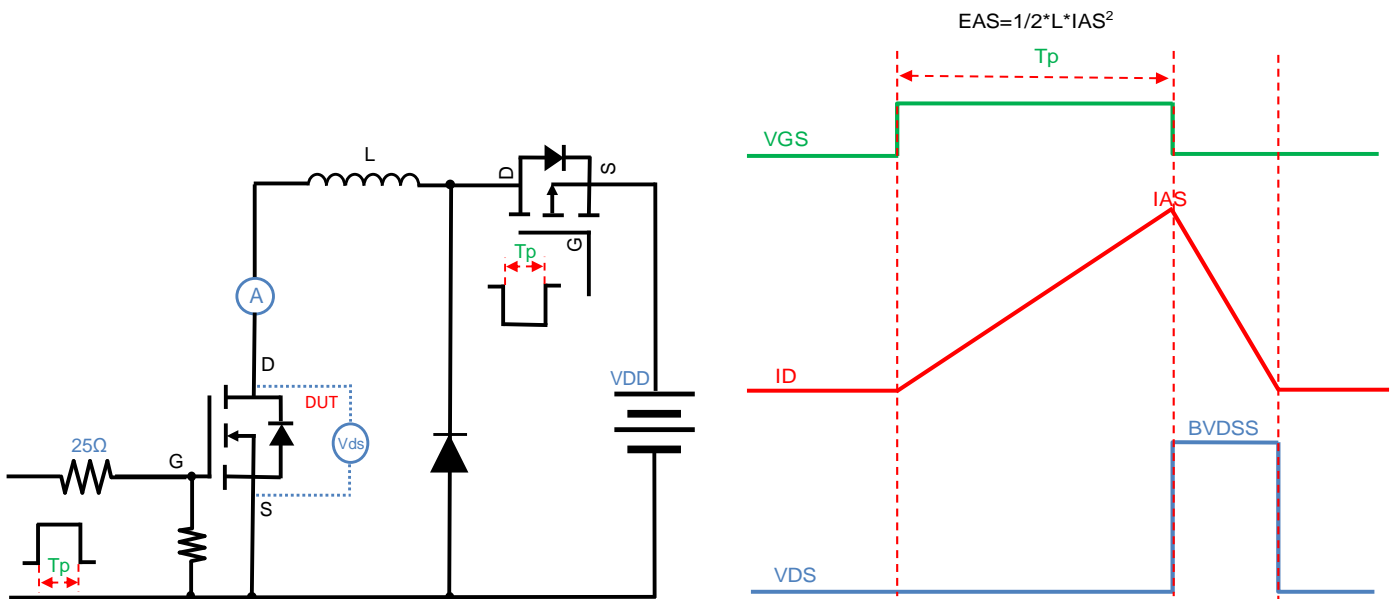 L
D
S
G
Tp
A
D
DUT
Vds
25Ω
G
S
Tp
VDD
EAS=1/2*L*IAS²
Tp
VGS
IAS
ID
BVDSS
VDS